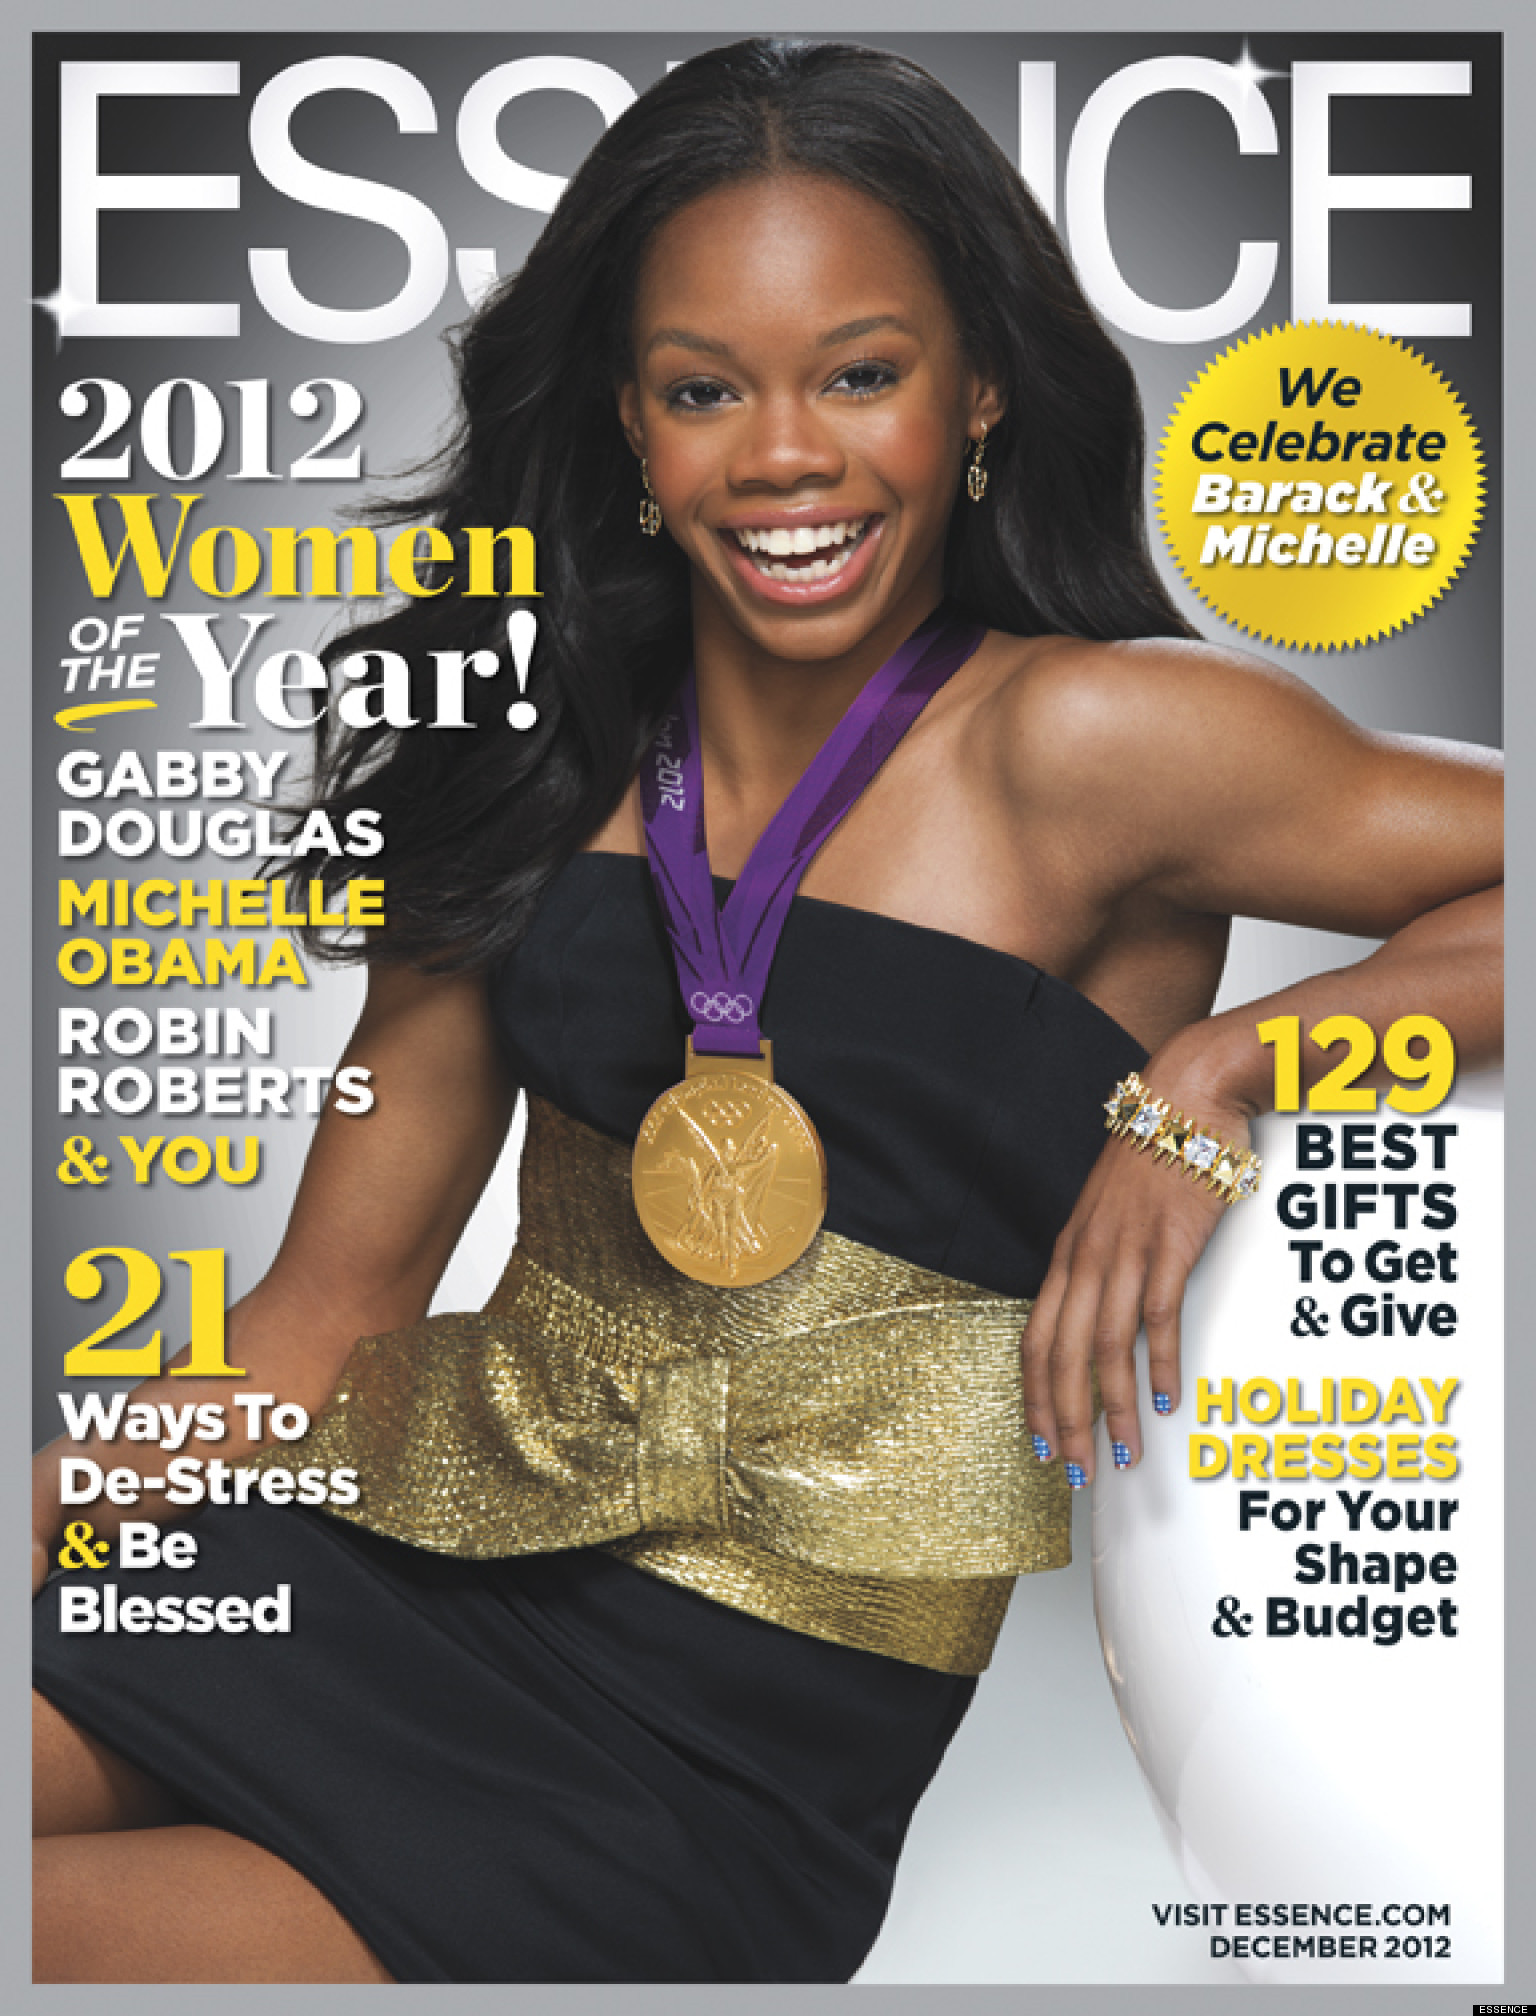 ESSENCE
2012
Women
OF THE Year!
GABBY
DOUGLAS
MICHELLE
OBAMA
ROBIN
ROBERTS
& YOU
21
Ways To
De-Stress
& Be
Blessed
We
Celebrate
Barack &
Michelle
2012
129
BEST
GIFTS
To Get
& Give
HOLIDAY
DRESSES
For Your
Shape
& Budget
VISIT ESSENCE.COM
DECEMBER 2012
ESSENCE